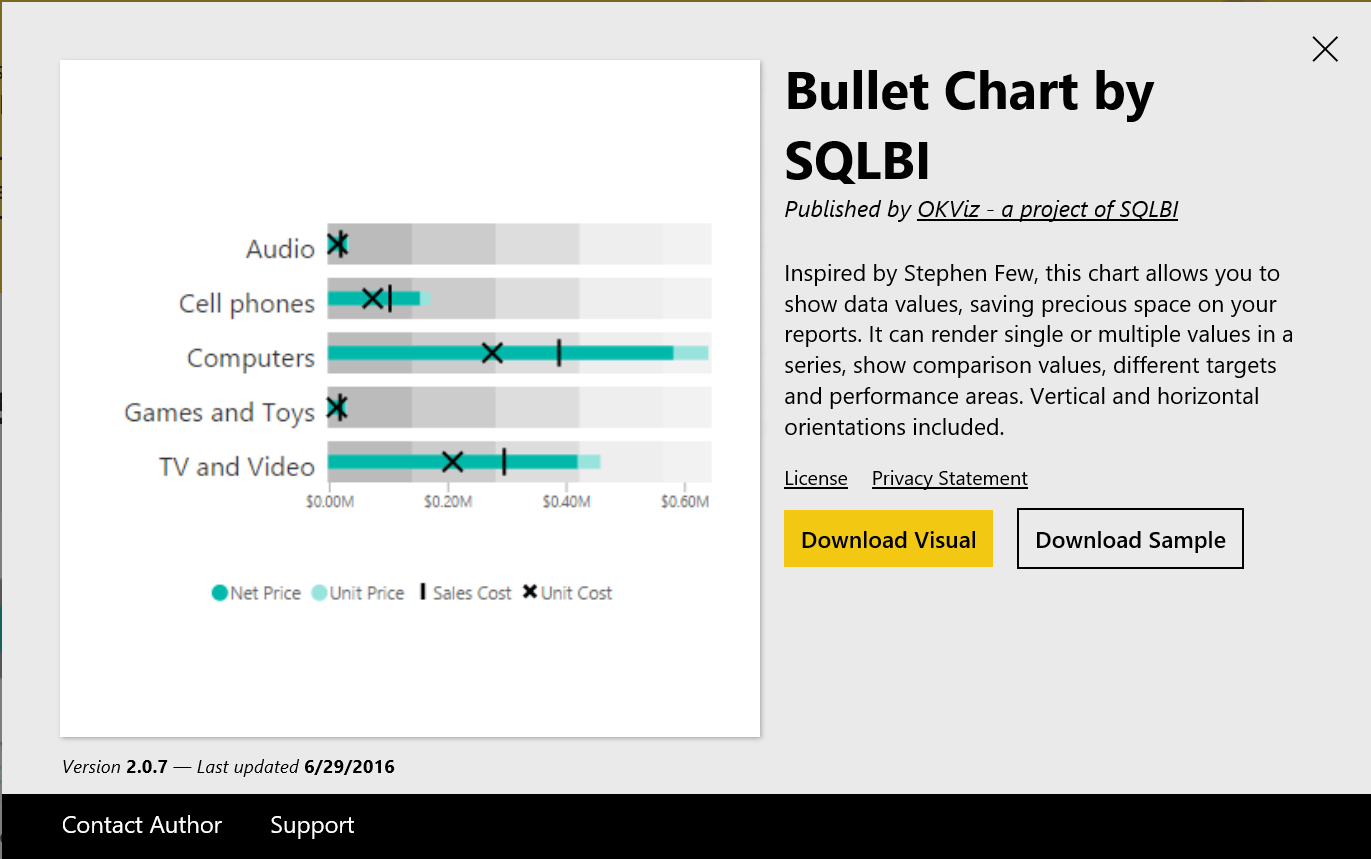 Bullet Chart by
SQLBI
Published by OKViz - a project of SQLBI
Inspired by Stephen Few, this chart allows you to
show data values, saving precious space on your
reports. It can render single or multiple values in a
series, show comparison values, different targets
and performance areas. Vertical and horizontal
orientations included.
License Privacy Statement
Download Visual Download Sample
Audio
Cell phones
Computers
Games and Toys
TV and Video
$0.00M $0.20M $0.40M $0.60M
Net Price Unit Price Sales Cost Unit Cost
Version 2.0.7 — Last updated 6/29/2016
Contact Author Support